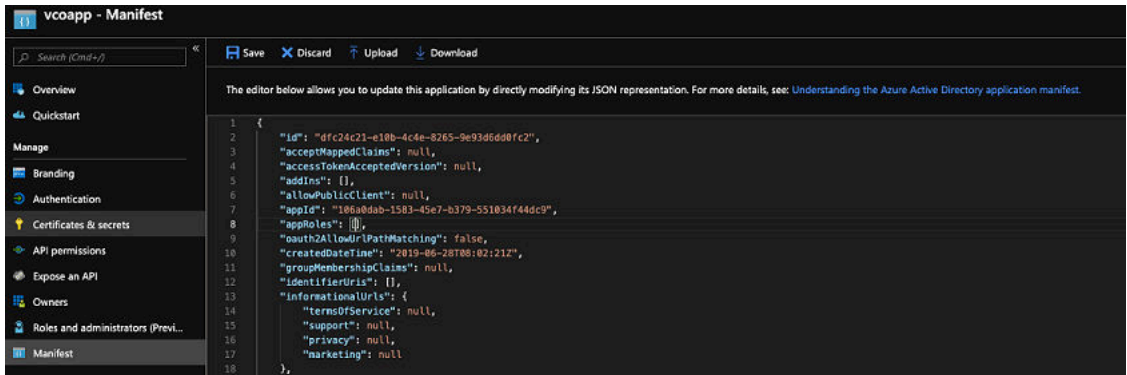 vcoapp - Manifest
Search (Cmd+/)
«
Overview
Quickstart
Manage
Branding
Authentication
Certificates & secrets
API permissions
Expose an API
Owners
Roles and administrators (Previ...
Manifest
Save Discard Upload Download
The editor below allows you to update this application by directly modifying its JSON representation. For more details, see: Understanding the Azure Active Directory application manifest.
1 {
2 "id": "dfc24c21-e10b-4c4e-8265-9e93d6dd0fc2",
3 "acceptMappedClaims": null,
4 "accessTokenAcceptedVersion": null,
5 "addIns": [],
6 "allowPublicClient": null,
7 "appId": "106a0dab-1583-45e7-b379-551034f44dc9",
8 "appRoles": [],
9 "oauth2AllowUrlPathMatching": false,
10 "createdDateTime": "2019-06-28T08:02:21Z",
11 "groupMembershipClaims": null,
12 "identifierUris": [],
13 "informationalUrls": {
14 "termsOfService": null,
15 "support": null,
16 "privacy": null,
17 "marketing": null
18 },